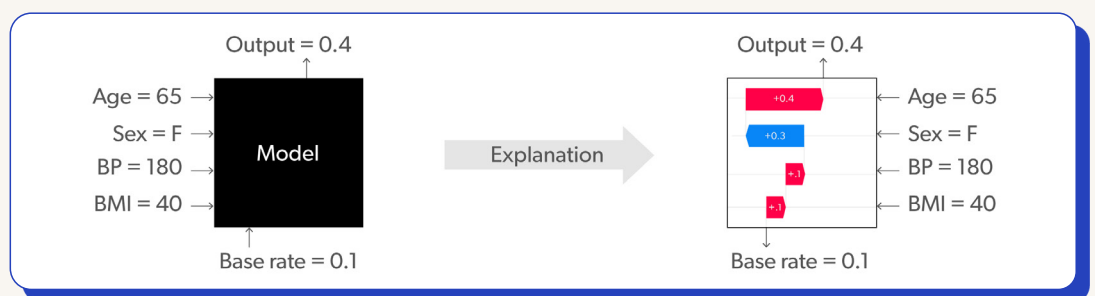 Output = 0.4
Age = 65
Sex = F
BP = 180
BMI = 40
Model
Base rate = 0.1
Explanation
Output = 0.4
+0.4
+0.3
+.1
+.1
Age = 65
Sex = F
BP = 180
BMI = 40
Base rate = 0.1